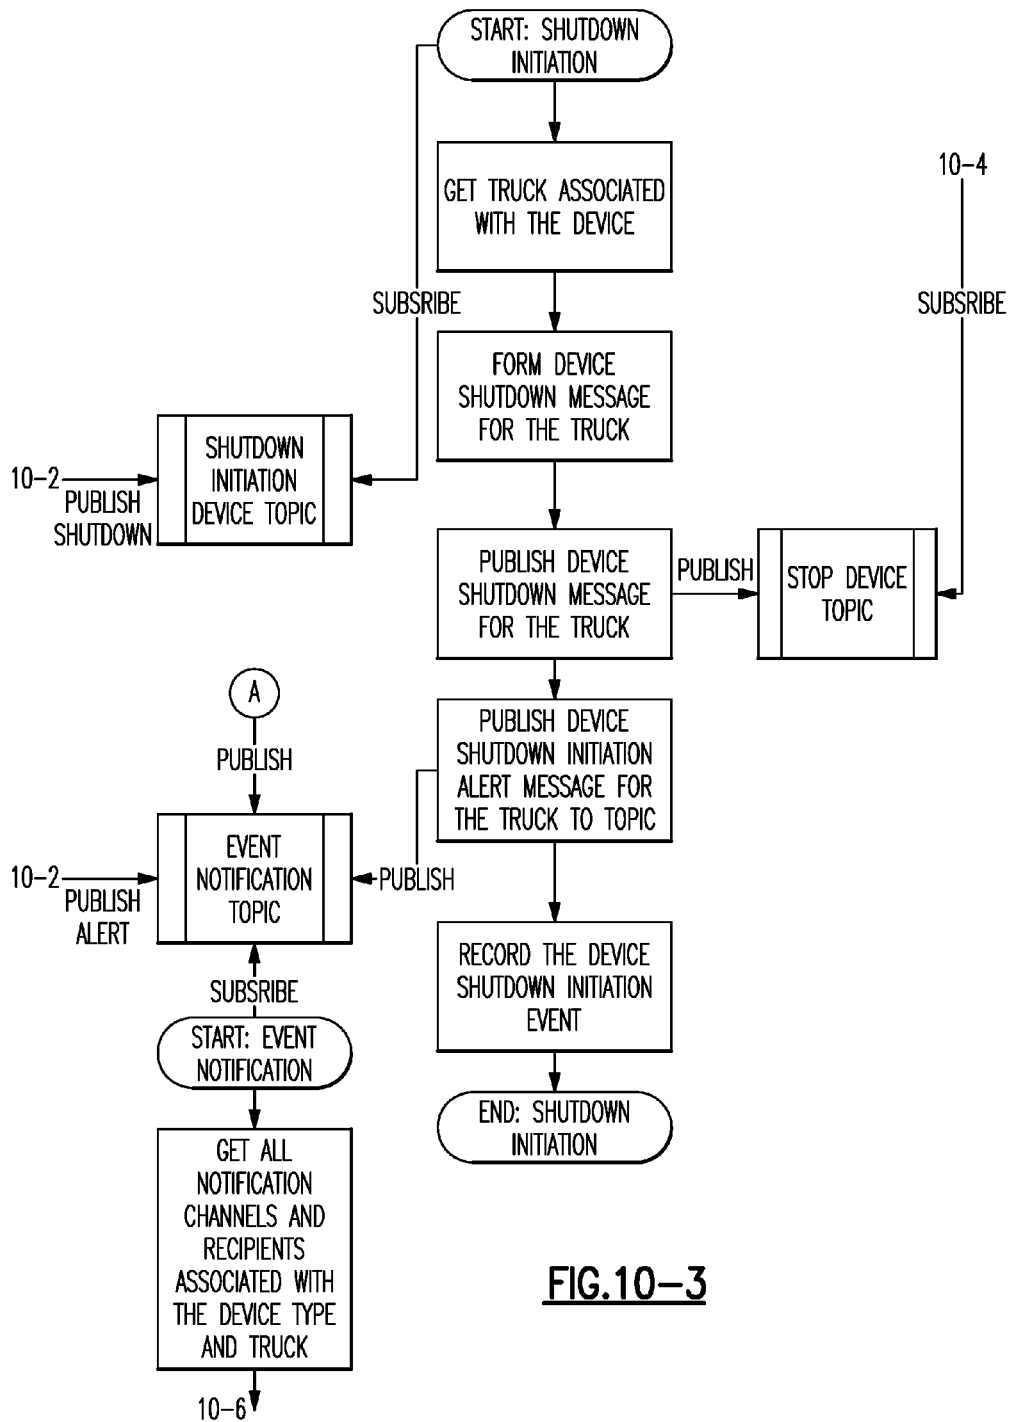 START: SHUTDOWN
INITIATION
GET TRUCK ASSOCIATED
WITH THE DEVICE
10-4
SUBSRIBE
SUBSRIBE
FORM DEVICE
SHUTDOWN MESSAGE
FOR THE TRUCK
10-2
PUBLISH
SHUTDOWN
SHUTDOWN
INITIATION
DEVICE TOPIC
PUBLISH DEVICE
SHUTDOWN MESSAGE
FOR THE TRUCK
PUBLISH
STOP DEVICE
TOPIC
A
PUBLISH
PUBLISH DEVICE
SHUTDOWN INITIATION
ALERT MESSAGE FOR
THE TRUCK TO TOPIC
10-2
PUBLISH
ALERT
EVENT
NOTIFICATION
TOPIC
PUBLISH
SUBSRIBE
RECORD THE DEVICE
SHUTDOWN INITIATION
EVENT
START: EVENT
NOTIFICATION
END: SHUTDOWN
INITIATION
GET ALL
NOTIFICATION
CHANNELS AND
RECIPIENTS
ASSOCIATED WITH
THE DEVICE TYPE
AND TRUCK
10-6
FIG.10-3